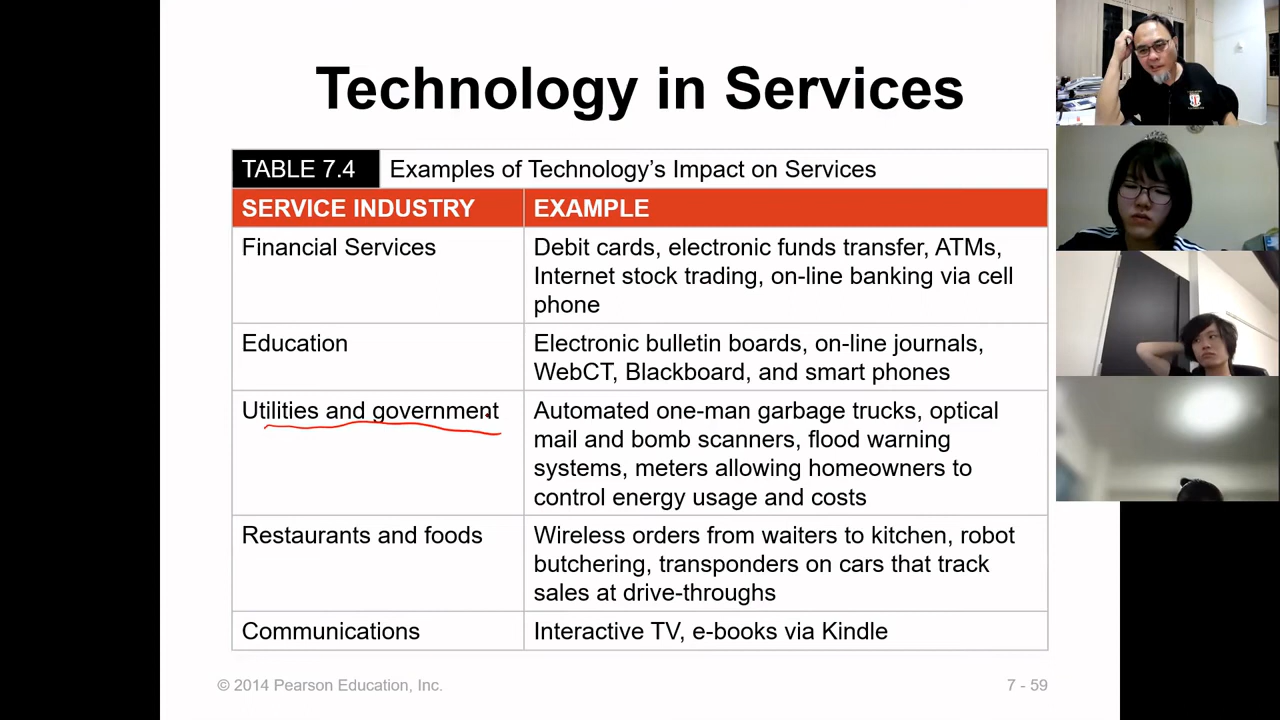 Technology in Services
TABLE 7.4 Examples of Technology's Impact on Services
SERVICE INDUSTRY EXAMPLE
Financial Services
Debit cards, electronic funds transfer, ATMs,
Internet stock trading, on-line banking via cell
phone
Education
Electronic bulletin boards, on-line journals,
WebCT, Blackboard, and smart phones
Utilities and government
Automated one-man garbage trucks, optical
mail and bomb scanners, flood warning
systems, meters allowing homeowners to
control energy usage and costs
Restaurants and foods
Wireless orders from waiters to kitchen, robot
butchering, transponders on cars that track
sales at drive-throughs
Communications
Interactive TV, e-books via Kindle
© 2014 Pearson Education, Inc.
7 - 59